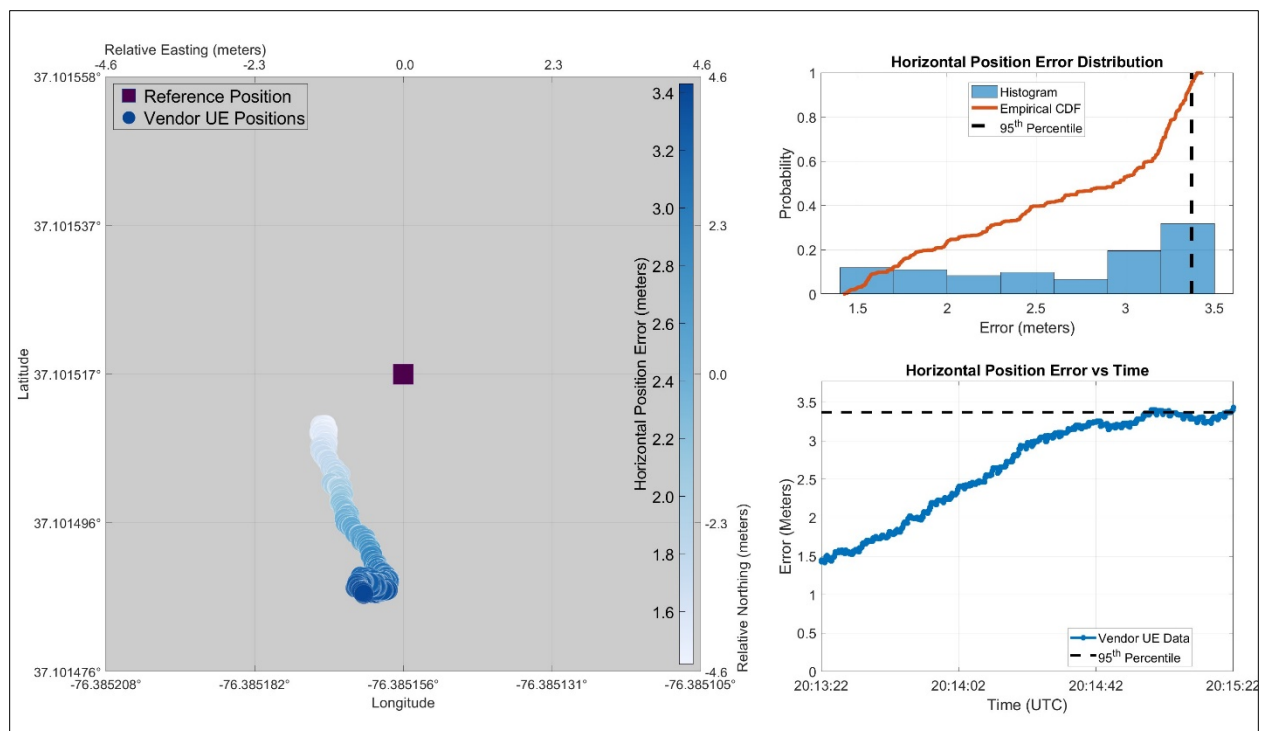 Relative Easting (meters)
-4.6 -2.3 0.0 2.3 4.6
37.101558°
37.101537°
37.101517°
37.101496°
37.101476°
Latitude
Reference Position
Vendor UE Positions
-76.385208° -76.385182° -76.385156° -76.385131° -76.385105°
Longitude
Horizontal Position Error (meters)
3.4
3.2
3.0
2.8
2.6
2.4
2.2
2.0
1.8
1.6
4.6
2.3
0.0
-2.3
-4.6
Relative Northing (meters)
Horizontal Position Error Distribution
Histogram
Empirical CDF
95th Percentile
Probability
1
0.8
0.6
0.4
0.2
0
1.5 2 2.5 3 3.5
Error (meters)
Horizontal Position Error vs Time
Error (Meters)
3.5
3
2.5
2
1.5
1
0.5
0
Vendor UE Data
95th Percentile
20:13:22 20:14:02 20:14:42 20:15:22
Time (UTC)